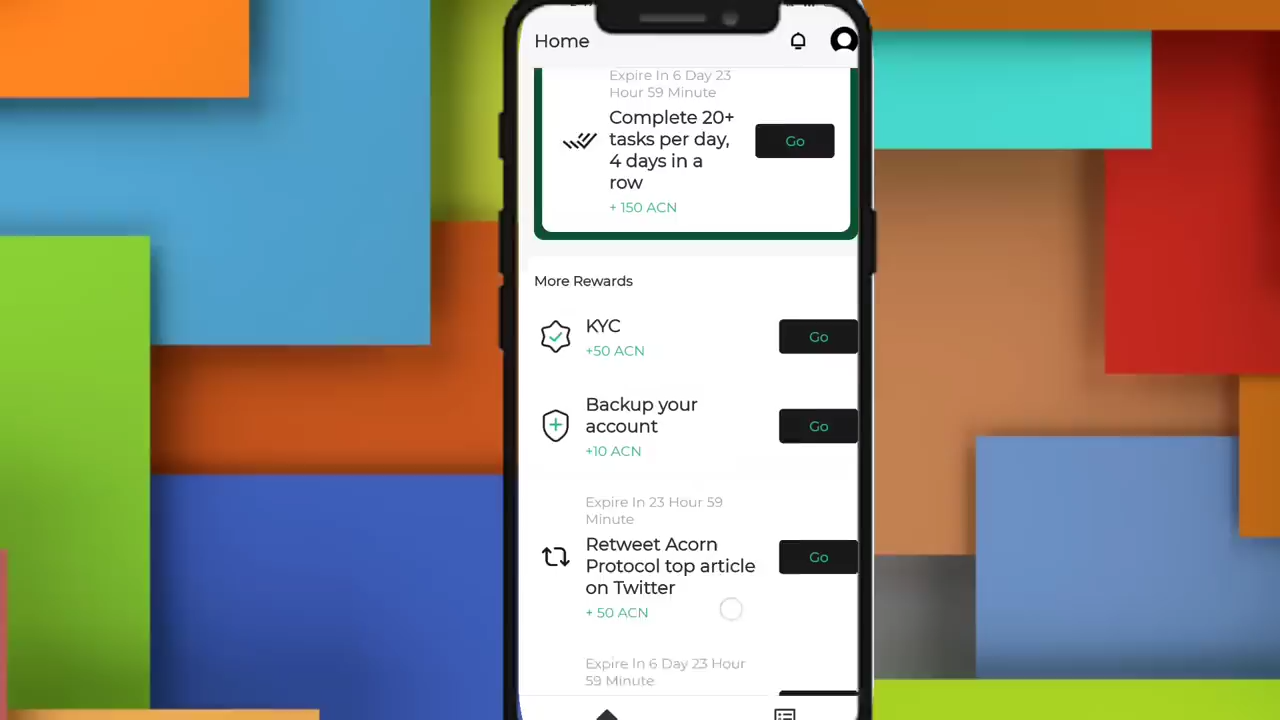 Home
Expire In 6 Day 23
Hour 59 Minute
Complete 20+
tasks per day,
4 days in a
row
+ 150 ACN
Go
More Rewards
KYC
+50 ACN
Go
Backup your
account
+10 ACN
Go
Expire In 23 Hour 59
Minute
Retweet Acorn
Protocol top article
on Twitter
+ 50 ACN
Go
Expire In 6 Day 23 Hour
59 Minute